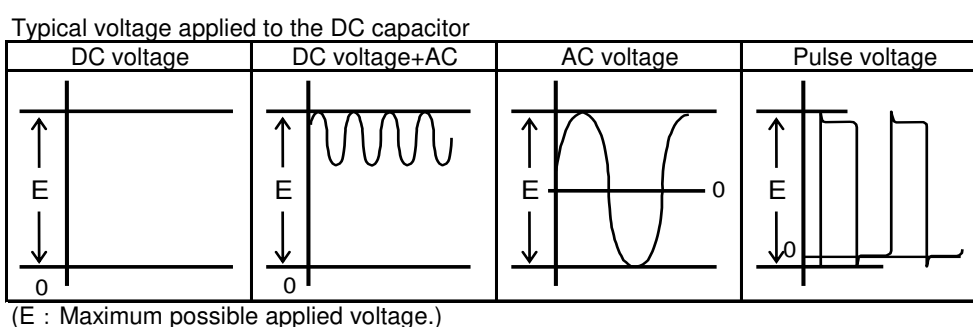 Typical voltage applied to the DC capacitor
DC voltage DC voltage+AC AC voltage Pulse voltage
E E E 0 E
0 0 0
(E : Maximum possible applied voltage.)